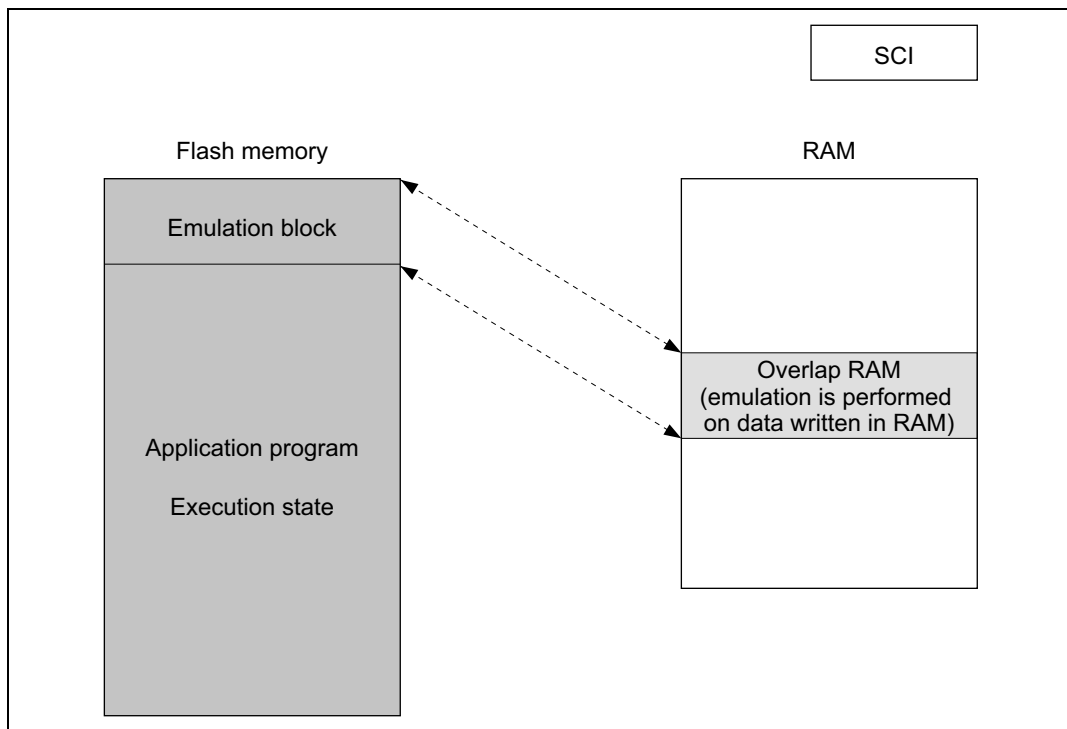 SCI
Flash memory
RAM
Emulation block
Overlap RAM
(emulation is performed
on data written in RAM)
Application program
Execution state